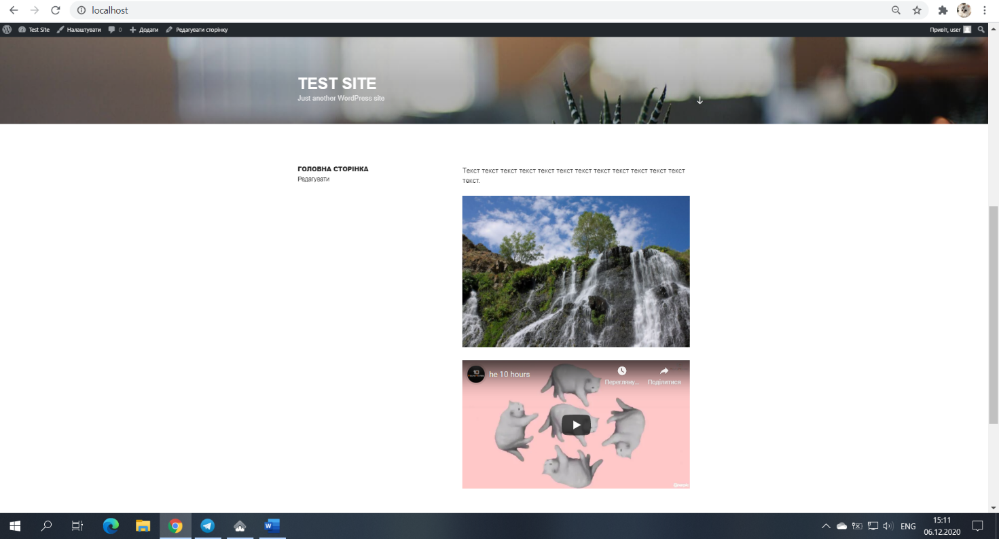 localhost
Test Site
Налаштувати
0
Додати
Редагувати сторінку
Привіт, user
TEST SITE
Just another WordPress site
ГОЛОВНА СТОРІНКА
Редагувати
Текст текст текст текст текст текст текст текст текст текст текст текст
текст.
he 10 hours
Перегляну...
Поділитися
W
ENG
15:11
06.12.2020